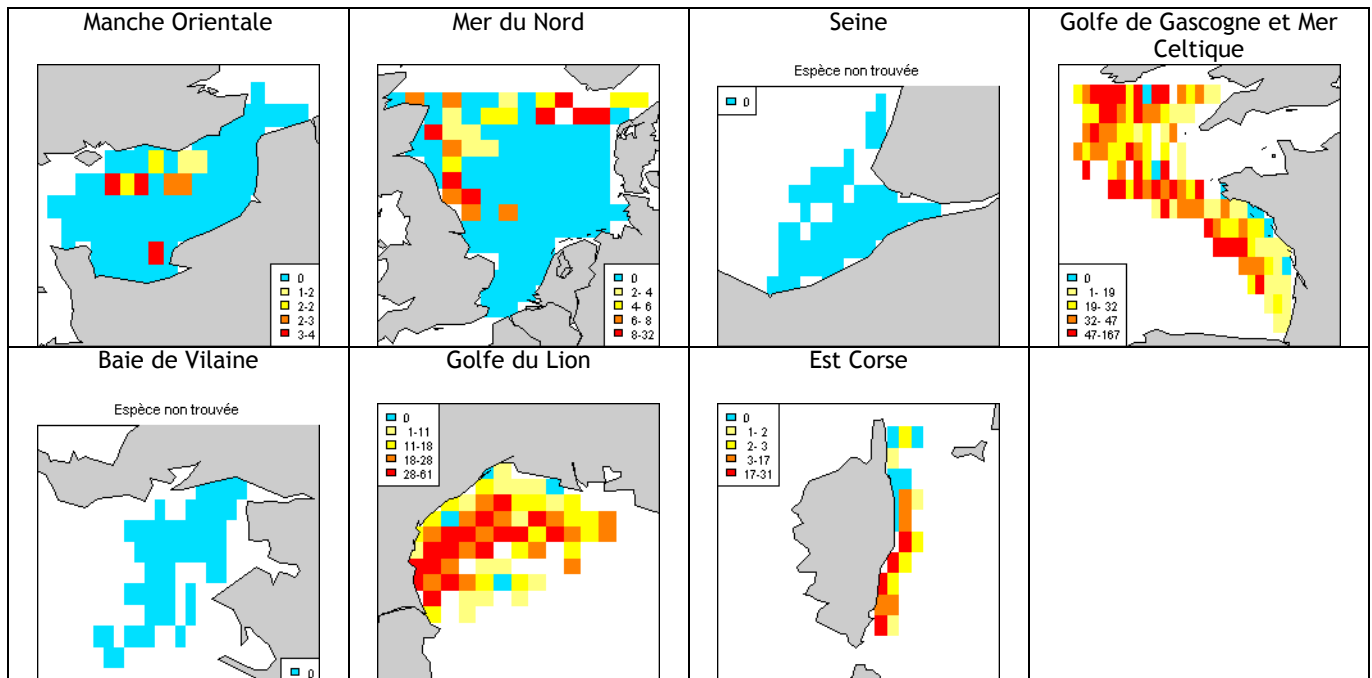 Manche Orientale
0
1-2
2-2
2-3
3-4
Mer du Nord
0
2- 4
4- 6
6- 8
8-32
Seine
Espèce non trouvée
0
Golfe de Gascogne et Mer
Celtique
0
1- 19
19- 32
32- 47
47-167
Baie de Vilaine
Espèce non trouvée
0
Golfe du Lion
0
1-11
11-18
18-28
28-61
Est Corse
0
1- 2
2- 3
3-17
17-31